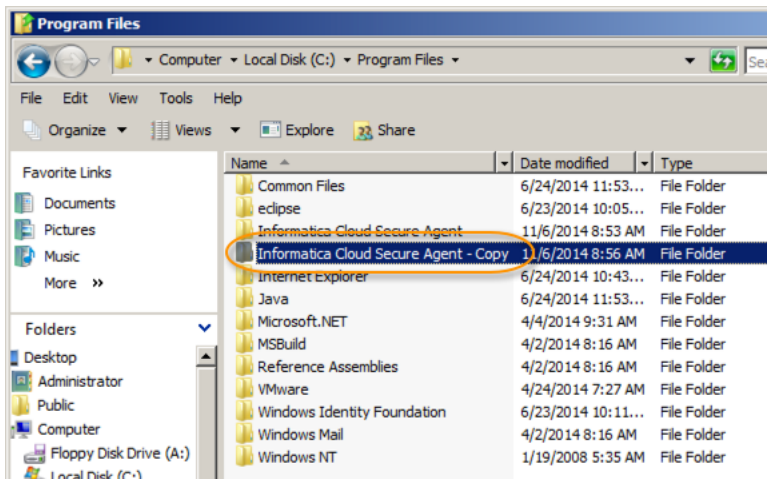 Program Files
Computer Local Disk (C:) Program Files
Sea
File Edit View Tools Help
Organize Views Explore Share
Favorite Links
Documents
Pictures
Music
More »
Folders
Desktop
Administrator
Public
Computer
Floppy Disk Drive (A:)
Local Disk (C:)
Name Date modified Type
Common Files 6/24/2014 11:53... File Folder
eclipse 6/23/2014 10:05... File Folder
Informatica Cloud Secure Agent 11/6/2014 8:53 AM File Folder
Informatica Cloud Secure Agent - Copy 11/6/2014 8:56 AM File Folder
Internet Explorer 6/24/2014 10:43... File Folder
Java 6/24/2014 11:53... File Folder
Microsoft.NET 4/4/2014 9:31 AM File Folder
MSBuild 4/2/2014 8:16 AM File Folder
Reference Assemblies 4/2/2014 8:16 AM File Folder
VMware 4/24/2014 7:27 AM File Folder
Windows Identity Foundation 6/23/2014 10:11... File Folder
Windows Mail 4/2/2014 8:16 AM File Folder
Windows NT 1/19/2008 5:35 AM File Folder